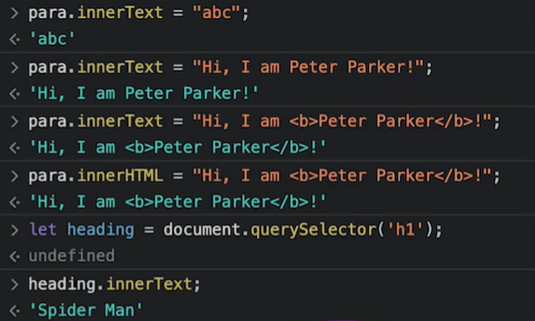 > para.innerText = "abc";
<· 'abc'
> para.innerText = "Hi, I am Peter Parker!";
<· 'Hi, I am Peter Parker!'
> para.innerText = "Hi, I am <b>Peter Parker</b>!";
<· 'Hi, I am <b>Peter Parker</b>!'
> para.innerHTML = "Hi, I am <b>Peter Parker</b>!";
<· 'Hi, I am <b>Peter Parker</b>!'
> let heading = document.querySelector('h1');
<· undefined
> heading.innerText;
<· 'Spider Man'